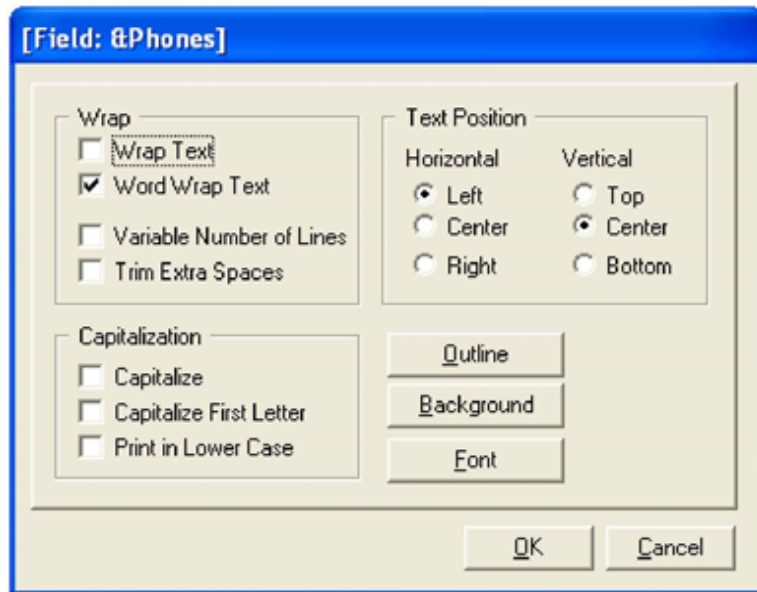 [Field: &Phones]
Wrap
Wrap Text
Word Wrap Text
Variable Number of Lines
Trim Extra Spaces
Text Position
Horizontal
Left
Center
Right
Vertical
Top
Center
Bottom
Capitalization
Capitalize
Capitalize First Letter
Print in Lower Case
Outline
Background
Font
OK
Cancel